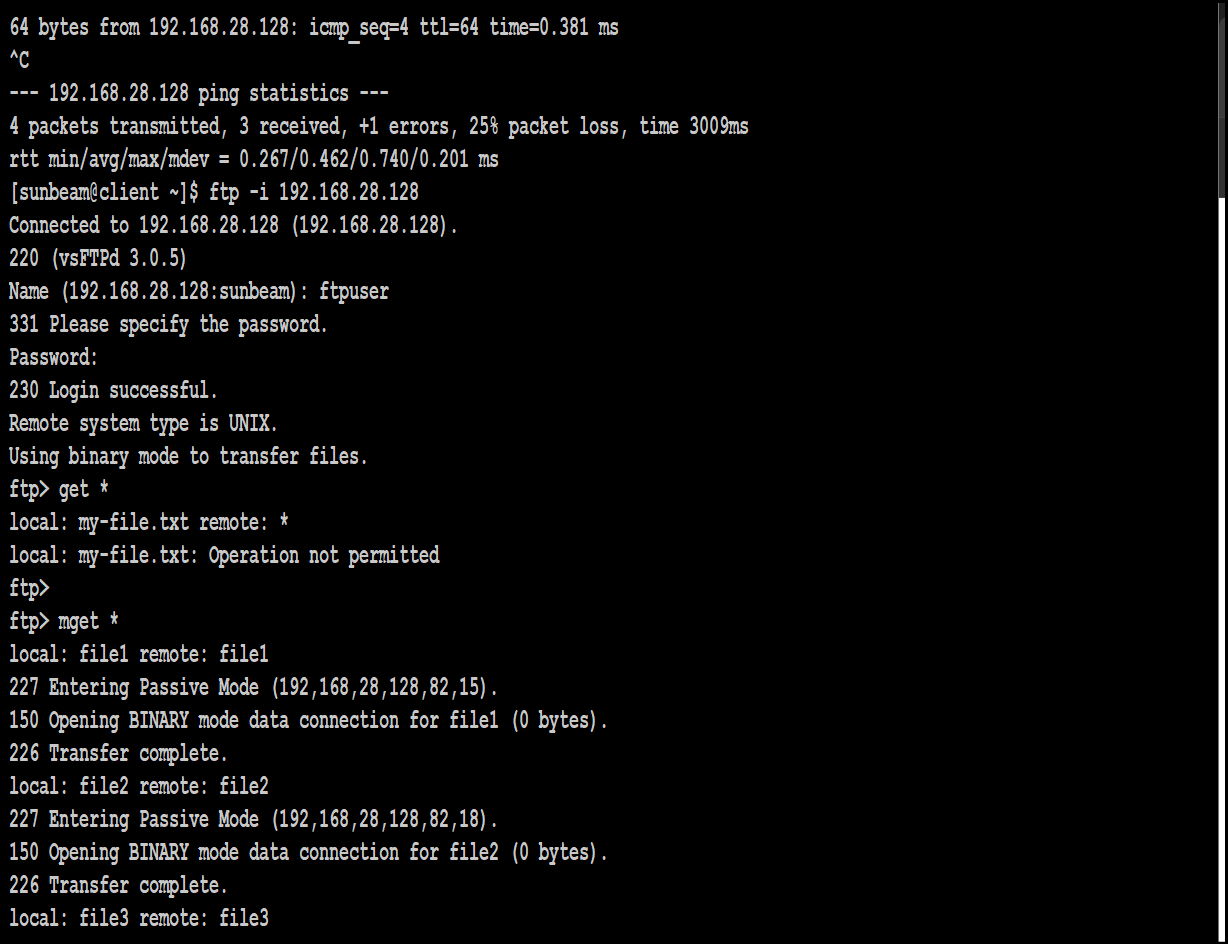 64 bytes from 192.168.28.128: icmp_seq=4 ttl=64 time=0.381 ms
^C
--- 192.168.28.128 ping statistics ---
4 packets transmitted, 3 received, +1 errors, 25% packet loss, time 3009ms
rtt min/avg/max/mdev = 0.267/0.462/0.740/0.201 ms
[sunbeam@client ~]$ ftp -i 192.168.28.128
Connected to 192.168.28.128 (192.168.28.128).
220 (vsFTPd 3.0.5)
Name (192.168.28.128:sunbeam): ftpuser
331 Please specify the password.
Password:
230 Login successful.
Remote system type is UNIX.
Using binary mode to transfer files.
ftp> get *
local: my-file.txt remote: *
local: my-file.txt: Operation not permitted
ftp>
ftp> mget *
local: file1 remote: file1
227 Entering Passive Mode (192,168,28,128,82,15).
150 Opening BINARY mode data connection for file1 (0 bytes).
226 Transfer complete.
local: file2 remote: file2
227 Entering Passive Mode (192,168,28,128,82,18).
150 Opening BINARY mode data connection for file2 (0 bytes).
226 Transfer complete.
local: file3 remote: file3